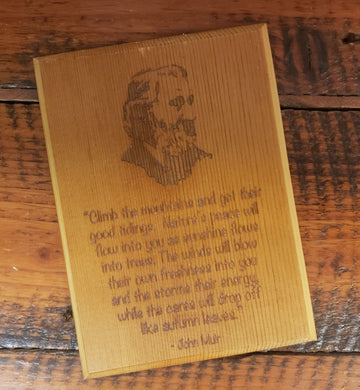 "Climb the mountains and get their
good tidings. Nature's peace will
flow into you as sunshine flows
into trees. The winds will blow
their own freshness into you
and the storms their energy,
while the cares will drop off
like autumn leaves."
- John Muir